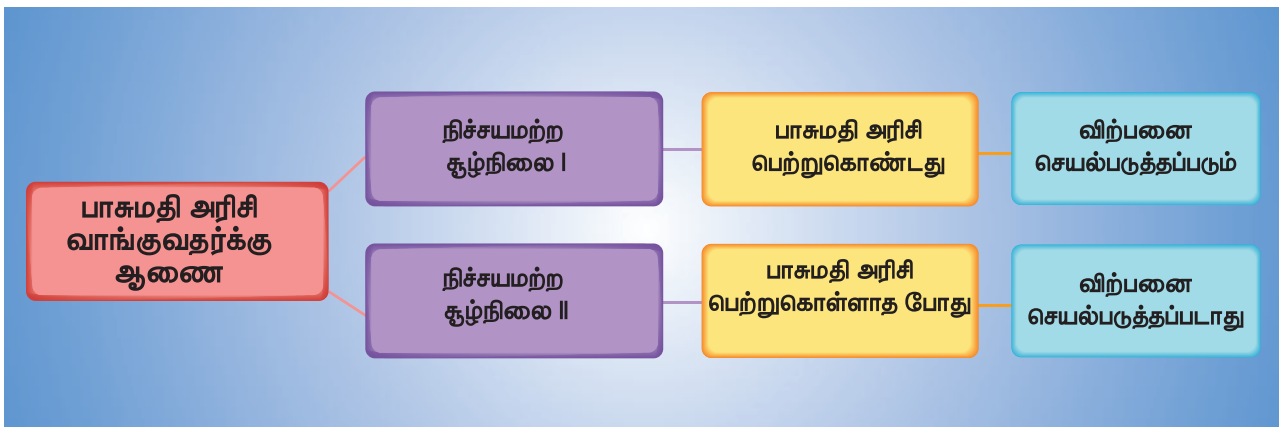 பாசுமதி அரிசி
வாங்குவதர்க்கு
ஆணை
நிச்சயமற்ற
சூழ்நிலை I
பாசுமதி அரிசி
பெற்றுகொண்டது
விற்பனை
செயல்படுத்தப்படும்
நிச்சயமற்ற
சூழ்நிலை II
பாசுமதி அரிசி
பெற்றுகொள்ளாத போது
விற்பனை
செயல்படுத்தப்படாது